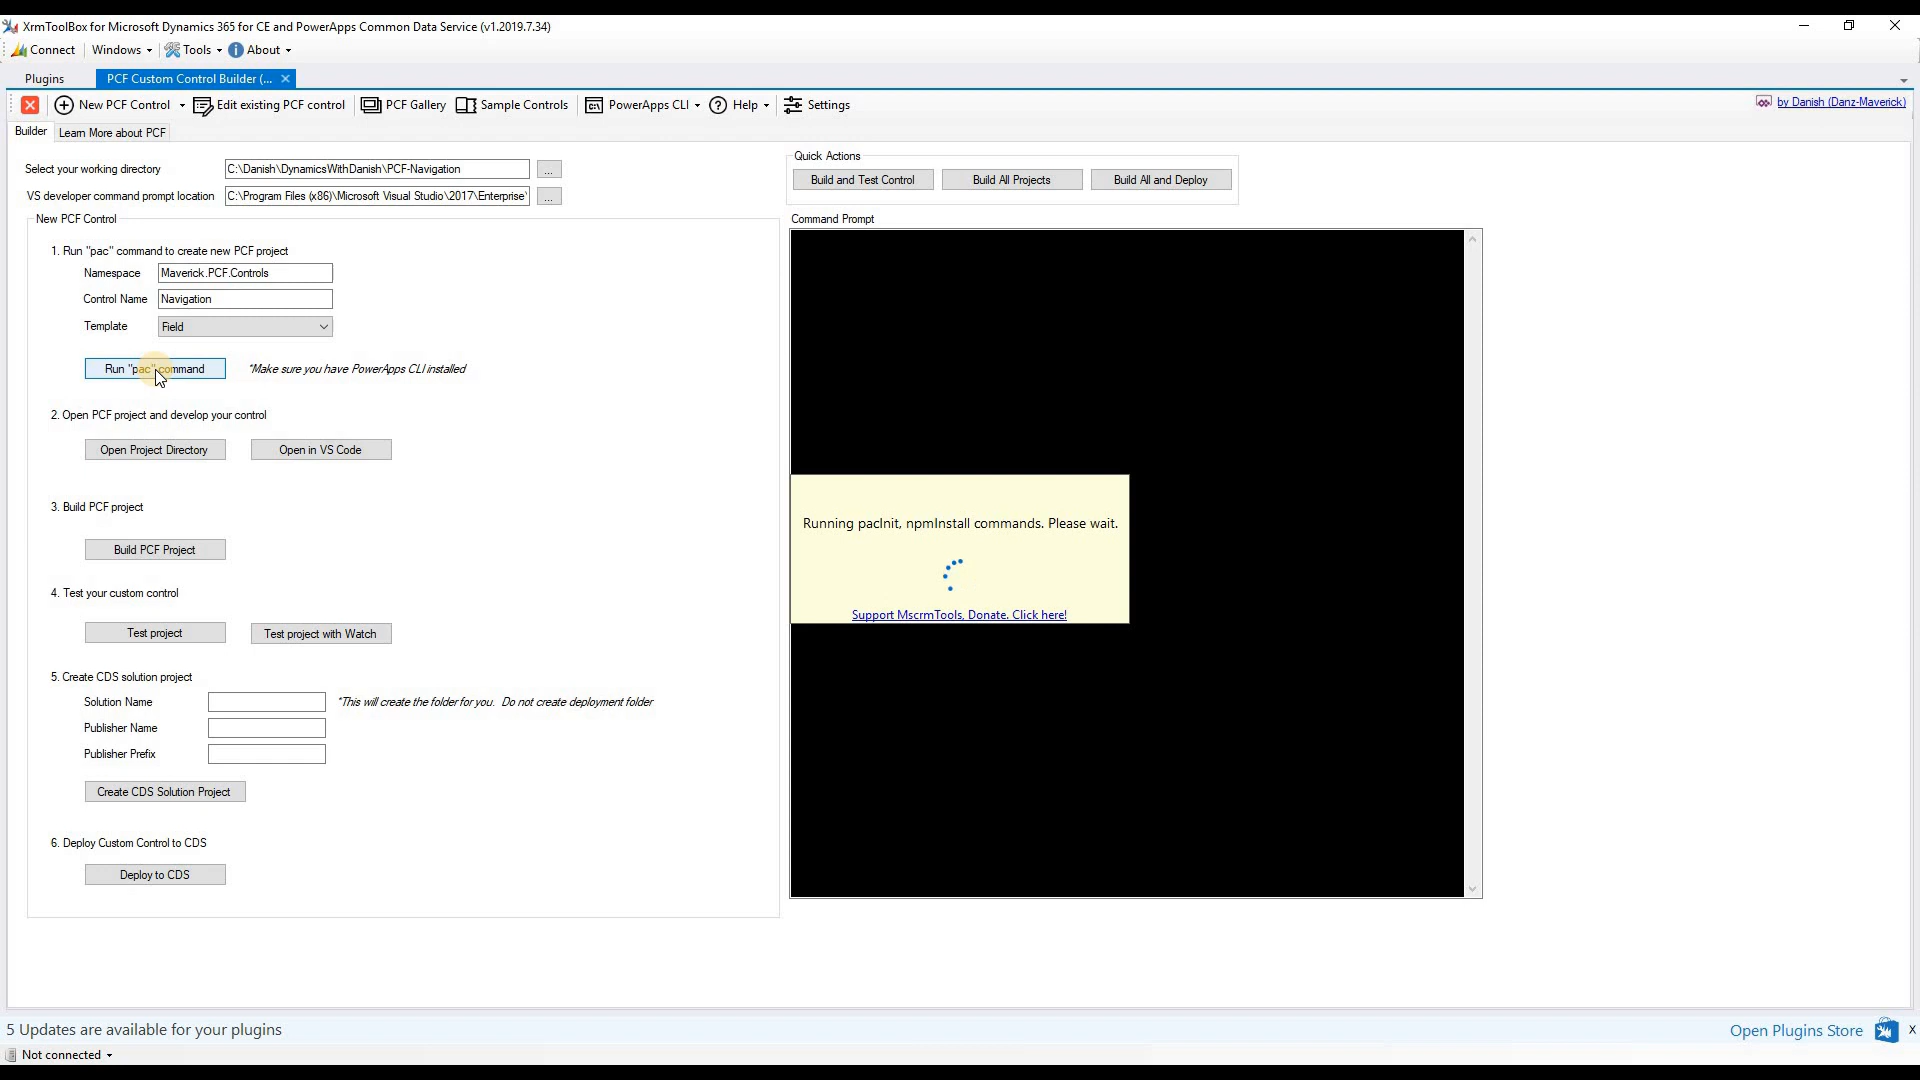 XrmToolBox for Microsoft Dynamics 365 for CE and PowerApps Common Data Service (v1.2019.7.34)
Connect Windows Tools About
Plugins PCF Custom Control Builder (...
New PCF Control Edit existing PCF control PCF Gallery Sample Controls PowerApps CLI Help Settings by Danish (Danz-Maverick)
Builder Learn More about PCF
Select your working directory C:\Danish\DynamicsWithDanish\PCF-Navigation ...
VS developer command prompt location C:\Program Files (x86)\Microsoft Visual Studio\2017\Enterprise\ ...
Quick Actions
Build and Test Control Build All Projects Build All and Deploy
New PCF Control
1. Run "pac" command to create new PCF project
Namespace Maverick.PCF.Controls
Control Name Navigation
Template Field
Run "pac" command *Make sure you have PowerApps CLI installed
2. Open PCF project and develop your control
Open Project Directory Open in VS Code
3. Build PCF project
Build PCF Project
4. Test your custom control
Test project Test project with Watch
5. Create CDS solution project
Solution Name *This will create the folder for you. Do not create deployment folder
Publisher Name
Publisher Prefix
Create CDS Solution Project
6. Deploy Custom Control to CDS
Deploy to CDS
Command Prompt
Running pacInit, npmInstall commands. Please wait.
Support MscrmTools, Donate. Click here!
5 Updates are available for your plugins Open Plugins Store X
Not connected